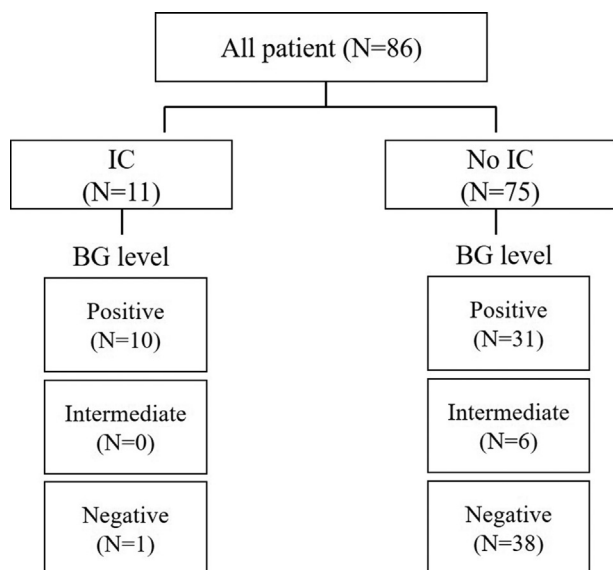 All patient (N=86)
IC
(N=11)
BG level
Positive
(N=10)
Intermediate
(N=0)
Negative
(N=1)
No IC
(N=75)
BG level
Positive
(N=31)
Intermediate
(N=6)
Negative
(N=38)